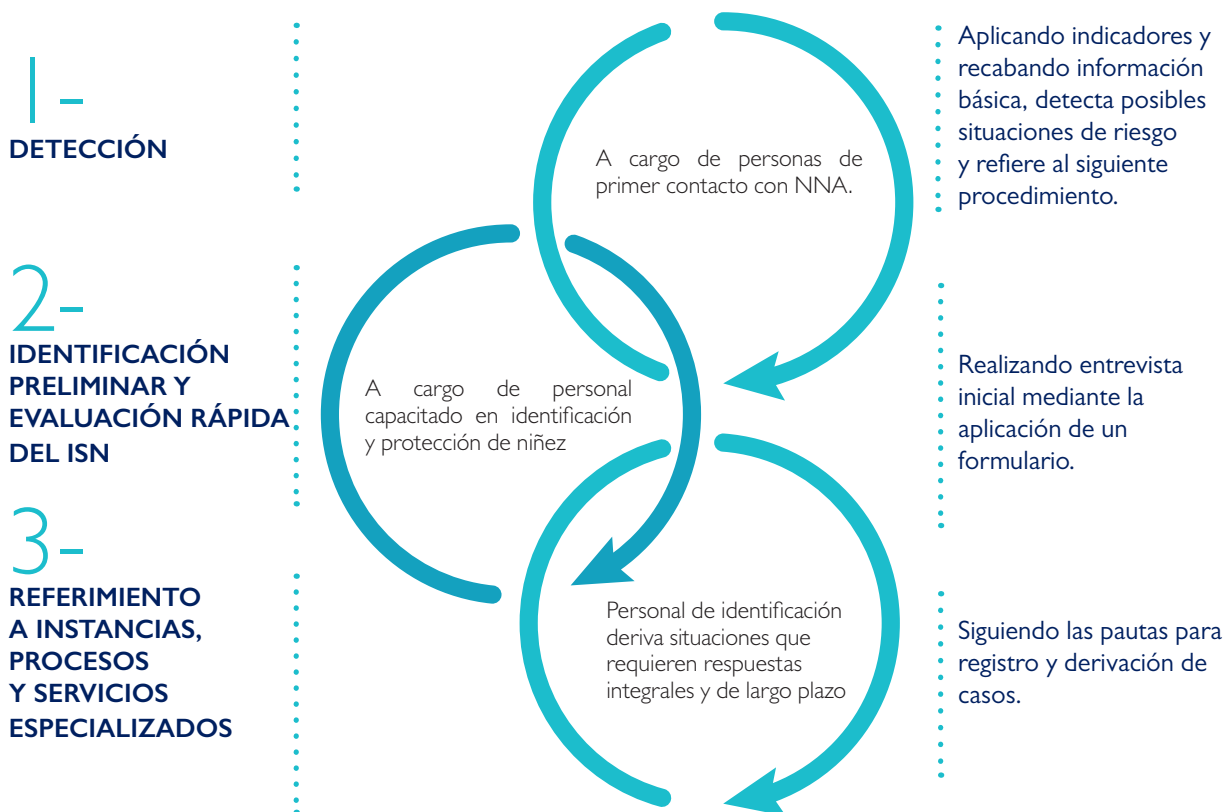 1-
DETECCIÓN
A cargo de personas de
primer contacto con NNA.
Aplicando indicadores y
recabando información
básica, detecta posibles
situaciones de riesgo
y refiere al siguiente
procedimiento.
2-
IDENTIFICACIÓN
PRELIMINAR Y
EVALUACIÓN RÁPIDA
DEL ISN
A cargo de personal
capacitado en identificación
y protección de niñez
Realizando entrevista
inicial mediante la
aplicación de un
formulario.
3-
REFERIMIENTO
A INSTANCIAS,
PROCESOS
Y SERVICIOS
ESPECIALIZADOS
Personal de identificación
deriva situaciones que
requieren respuestas
integrales y de largo plazo
Siguiendo las pautas para
registro y derivación de
casos.